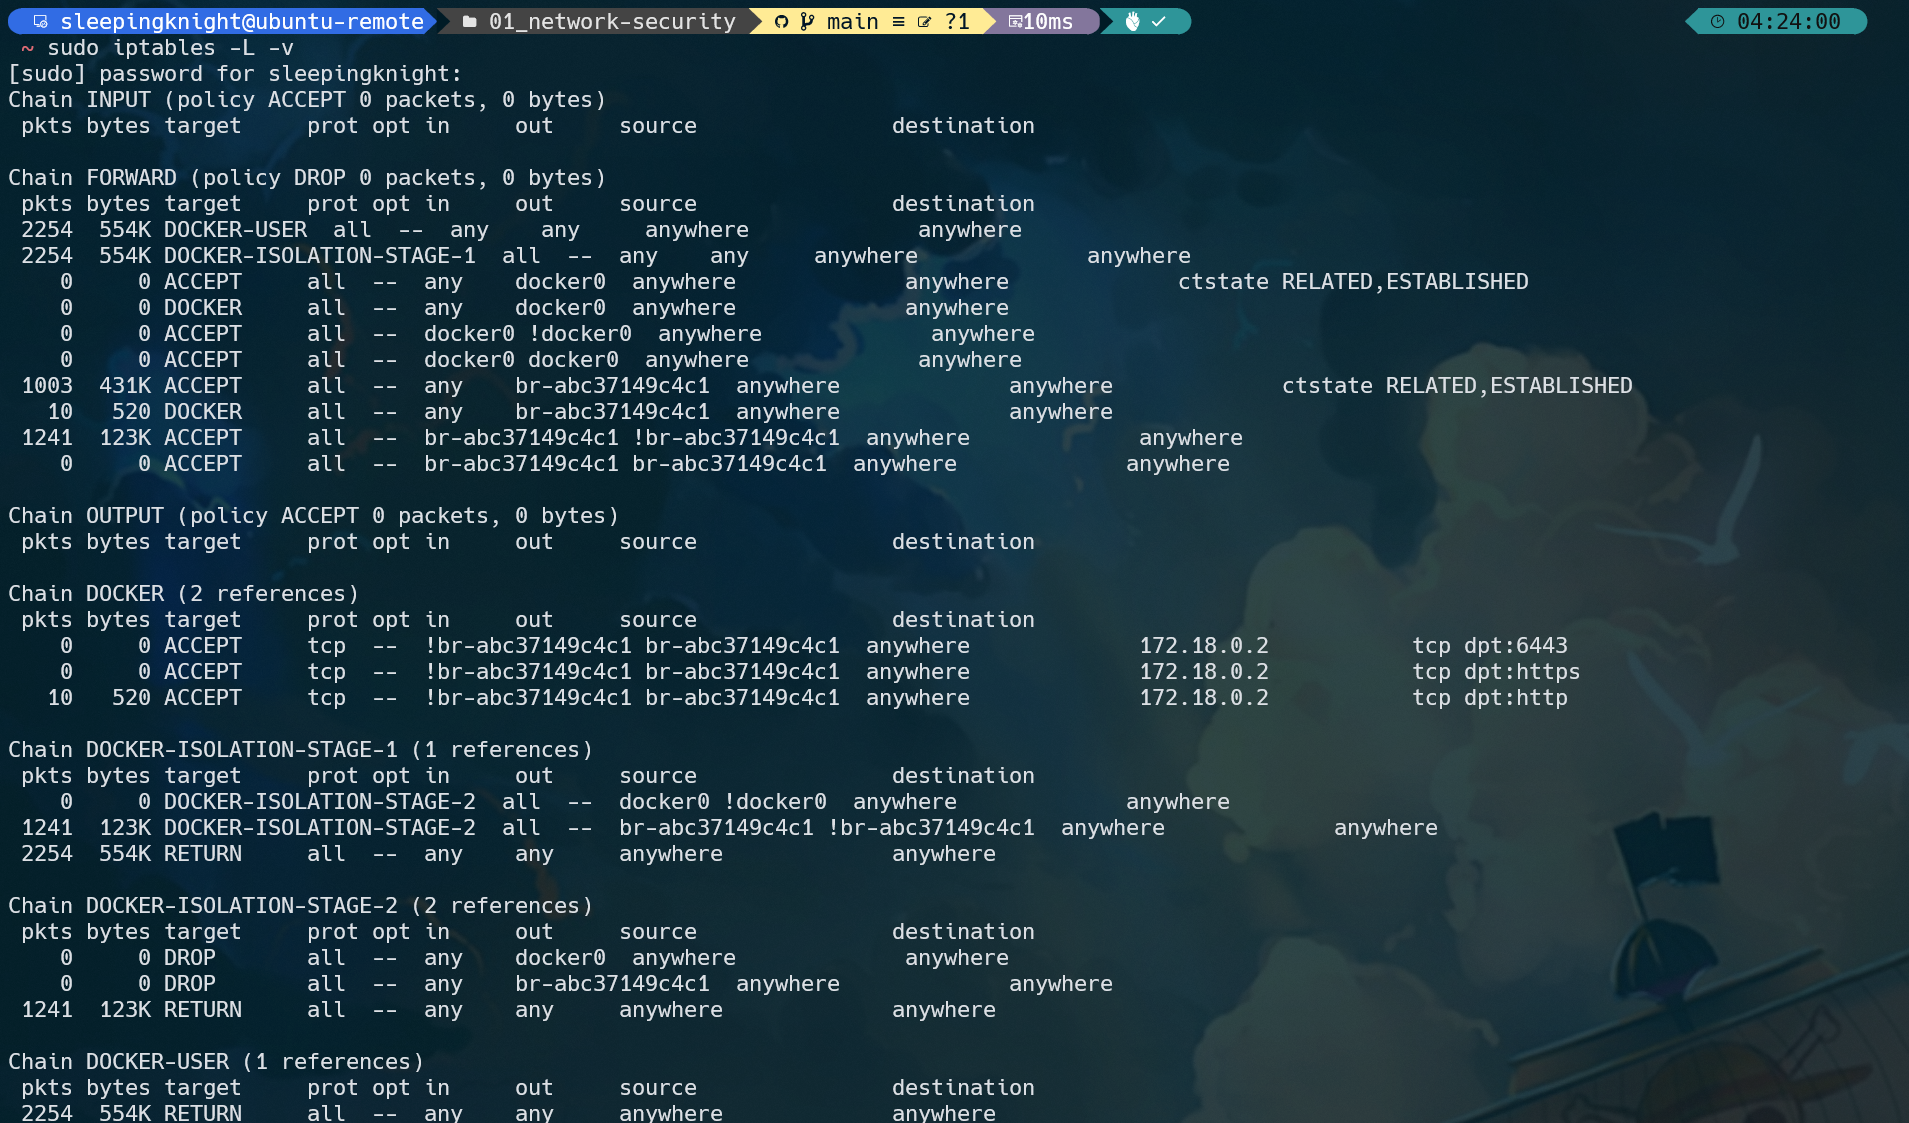 sleepingknight@ubuntu-remote 01_network-security main ≡ ?1 10ms ✓ 04:24:00
~ sudo iptables -L -v
[sudo] password for sleepingknight:
Chain INPUT (policy ACCEPT 0 packets, 0 bytes)
 pkts bytes target     prot opt in     out     source               destination

Chain FORWARD (policy DROP 0 packets, 0 bytes)
 pkts bytes target     prot opt in     out     source               destination
 2254  554K DOCKER-USER  all  --  any    any     anywhere             anywhere
 2254  554K DOCKER-ISOLATION-STAGE-1  all  --  any    any     anywhere             anywhere
    0     0 ACCEPT     all  --  any    docker0  anywhere             anywhere             ctstate RELATED,ESTABLISHED
    0     0 DOCKER     all  --  any    docker0  anywhere             anywhere
    0     0 ACCEPT     all  --  docker0 !docker0  anywhere             anywhere
    0     0 ACCEPT     all  --  docker0 docker0  anywhere             anywhere
 1003  431K ACCEPT     all  --  any    br-abc37149c4c1  anywhere             anywhere             ctstate RELATED,ESTABLISHED
   10   520 DOCKER     all  --  any    br-abc37149c4c1  anywhere             anywhere
 1241  123K ACCEPT     all  --  br-abc37149c4c1 !br-abc37149c4c1  anywhere             anywhere
    0     0 ACCEPT     all  --  br-abc37149c4c1 br-abc37149c4c1  anywhere             anywhere

Chain OUTPUT (policy ACCEPT 0 packets, 0 bytes)
 pkts bytes target     prot opt in     out     source               destination

Chain DOCKER (2 references)
 pkts bytes target     prot opt in     out     source               destination
    0     0 ACCEPT     tcp  --  !br-abc37149c4c1 br-abc37149c4c1  anywhere             172.18.0.2           tcp dpt:6443
    0     0 ACCEPT     tcp  --  !br-abc37149c4c1 br-abc37149c4c1  anywhere             172.18.0.2           tcp dpt:https
   10   520 ACCEPT     tcp  --  !br-abc37149c4c1 br-abc37149c4c1  anywhere             172.18.0.2           tcp dpt:http

Chain DOCKER-ISOLATION-STAGE-1 (1 references)
 pkts bytes target     prot opt in     out     source               destination
    0     0 DOCKER-ISOLATION-STAGE-2  all  --  docker0 !docker0  anywhere             anywhere
 1241  123K DOCKER-ISOLATION-STAGE-2  all  --  br-abc37149c4c1 !br-abc37149c4c1  anywhere             anywhere
 2254  554K RETURN     all  --  any    any     anywhere             anywhere

Chain DOCKER-ISOLATION-STAGE-2 (2 references)
 pkts bytes target     prot opt in     out     source               destination
    0     0 DROP       all  --  any    docker0  anywhere             anywhere
    0     0 DROP       all  --  any    br-abc37149c4c1  anywhere             anywhere
 1241  123K RETURN     all  --  any    any     anywhere             anywhere

Chain DOCKER-USER (1 references)
 pkts bytes target     prot opt in     out     source               destination
 2254  554K RETURN     all  --  any    any     anywhere             anywhere